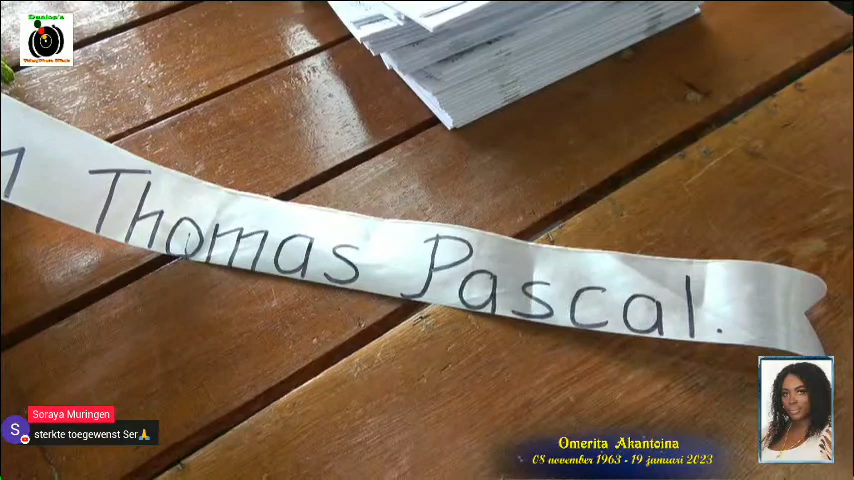 Thomas Pascal.
Soraya Muringen
S
sterkte toegewenst Ser🙏
Omerita Akantoina
08 november 1963 - 19 januari 2023